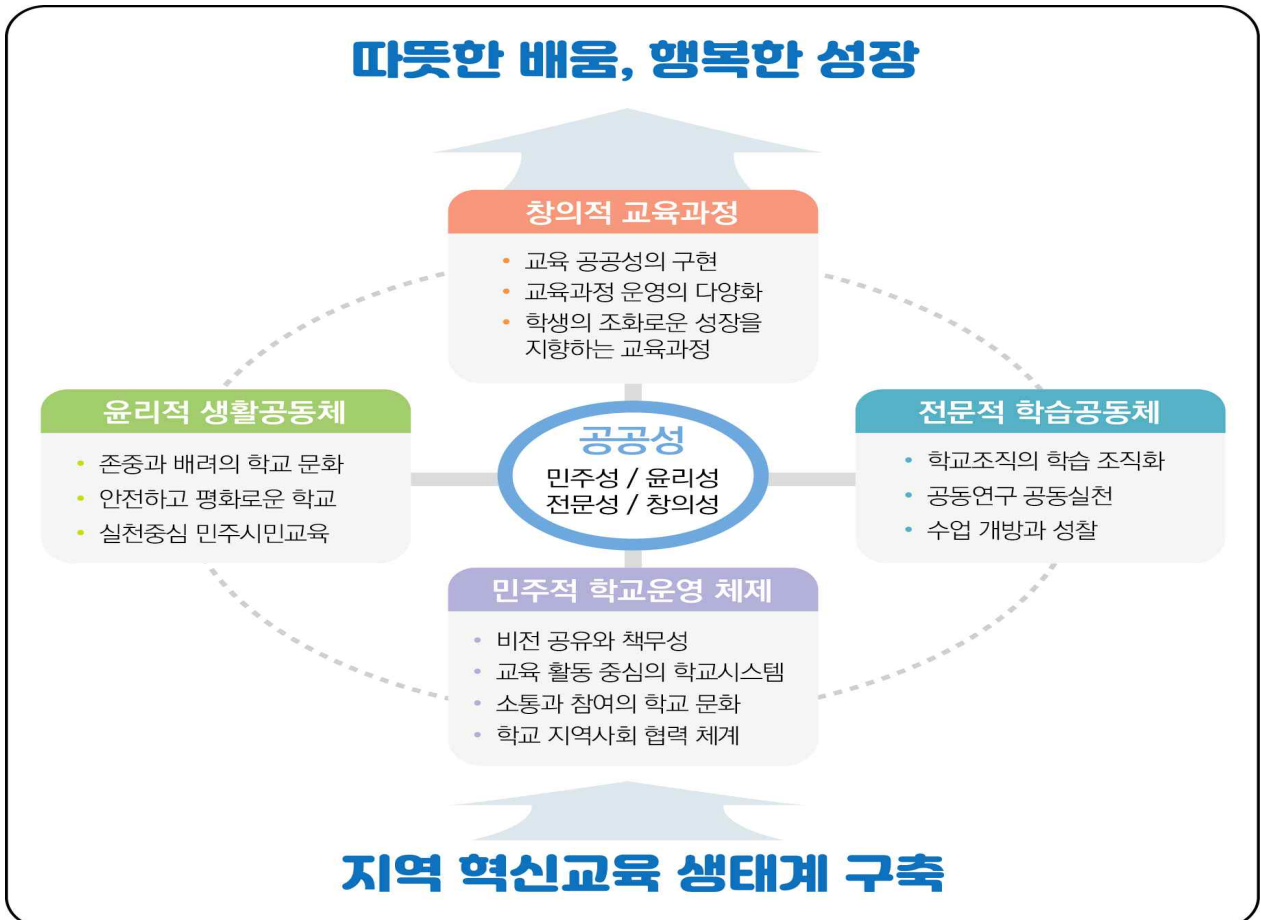 따뜻한 배움, 행복한 성장
창의적 교육과정
• 교육 공공성의 구현
• 교육과정 운영의 다양화
• 학생의 조화로운 성장을
지향하는 교육과정
윤리적 생활공동체
• 존중과 배려의 학교 문화
• 안전하고 평화로운 학교
• 실천중심 민주시민교육
공공성
민주성 / 윤리성
전문성 / 창의성
전문적 학습공동체
• 학교조직의 학습 조직화
• 공동연구 공동실천
• 수업 개방과 성찰
민주적 학교운영 체제
• 비전 공유와 책무성
• 교육 활동 중심의 학교시스템
• 소통과 참여의 학교 문화
• 학교 지역사회 협력 체계
지역 혁신교육 생태계 구축